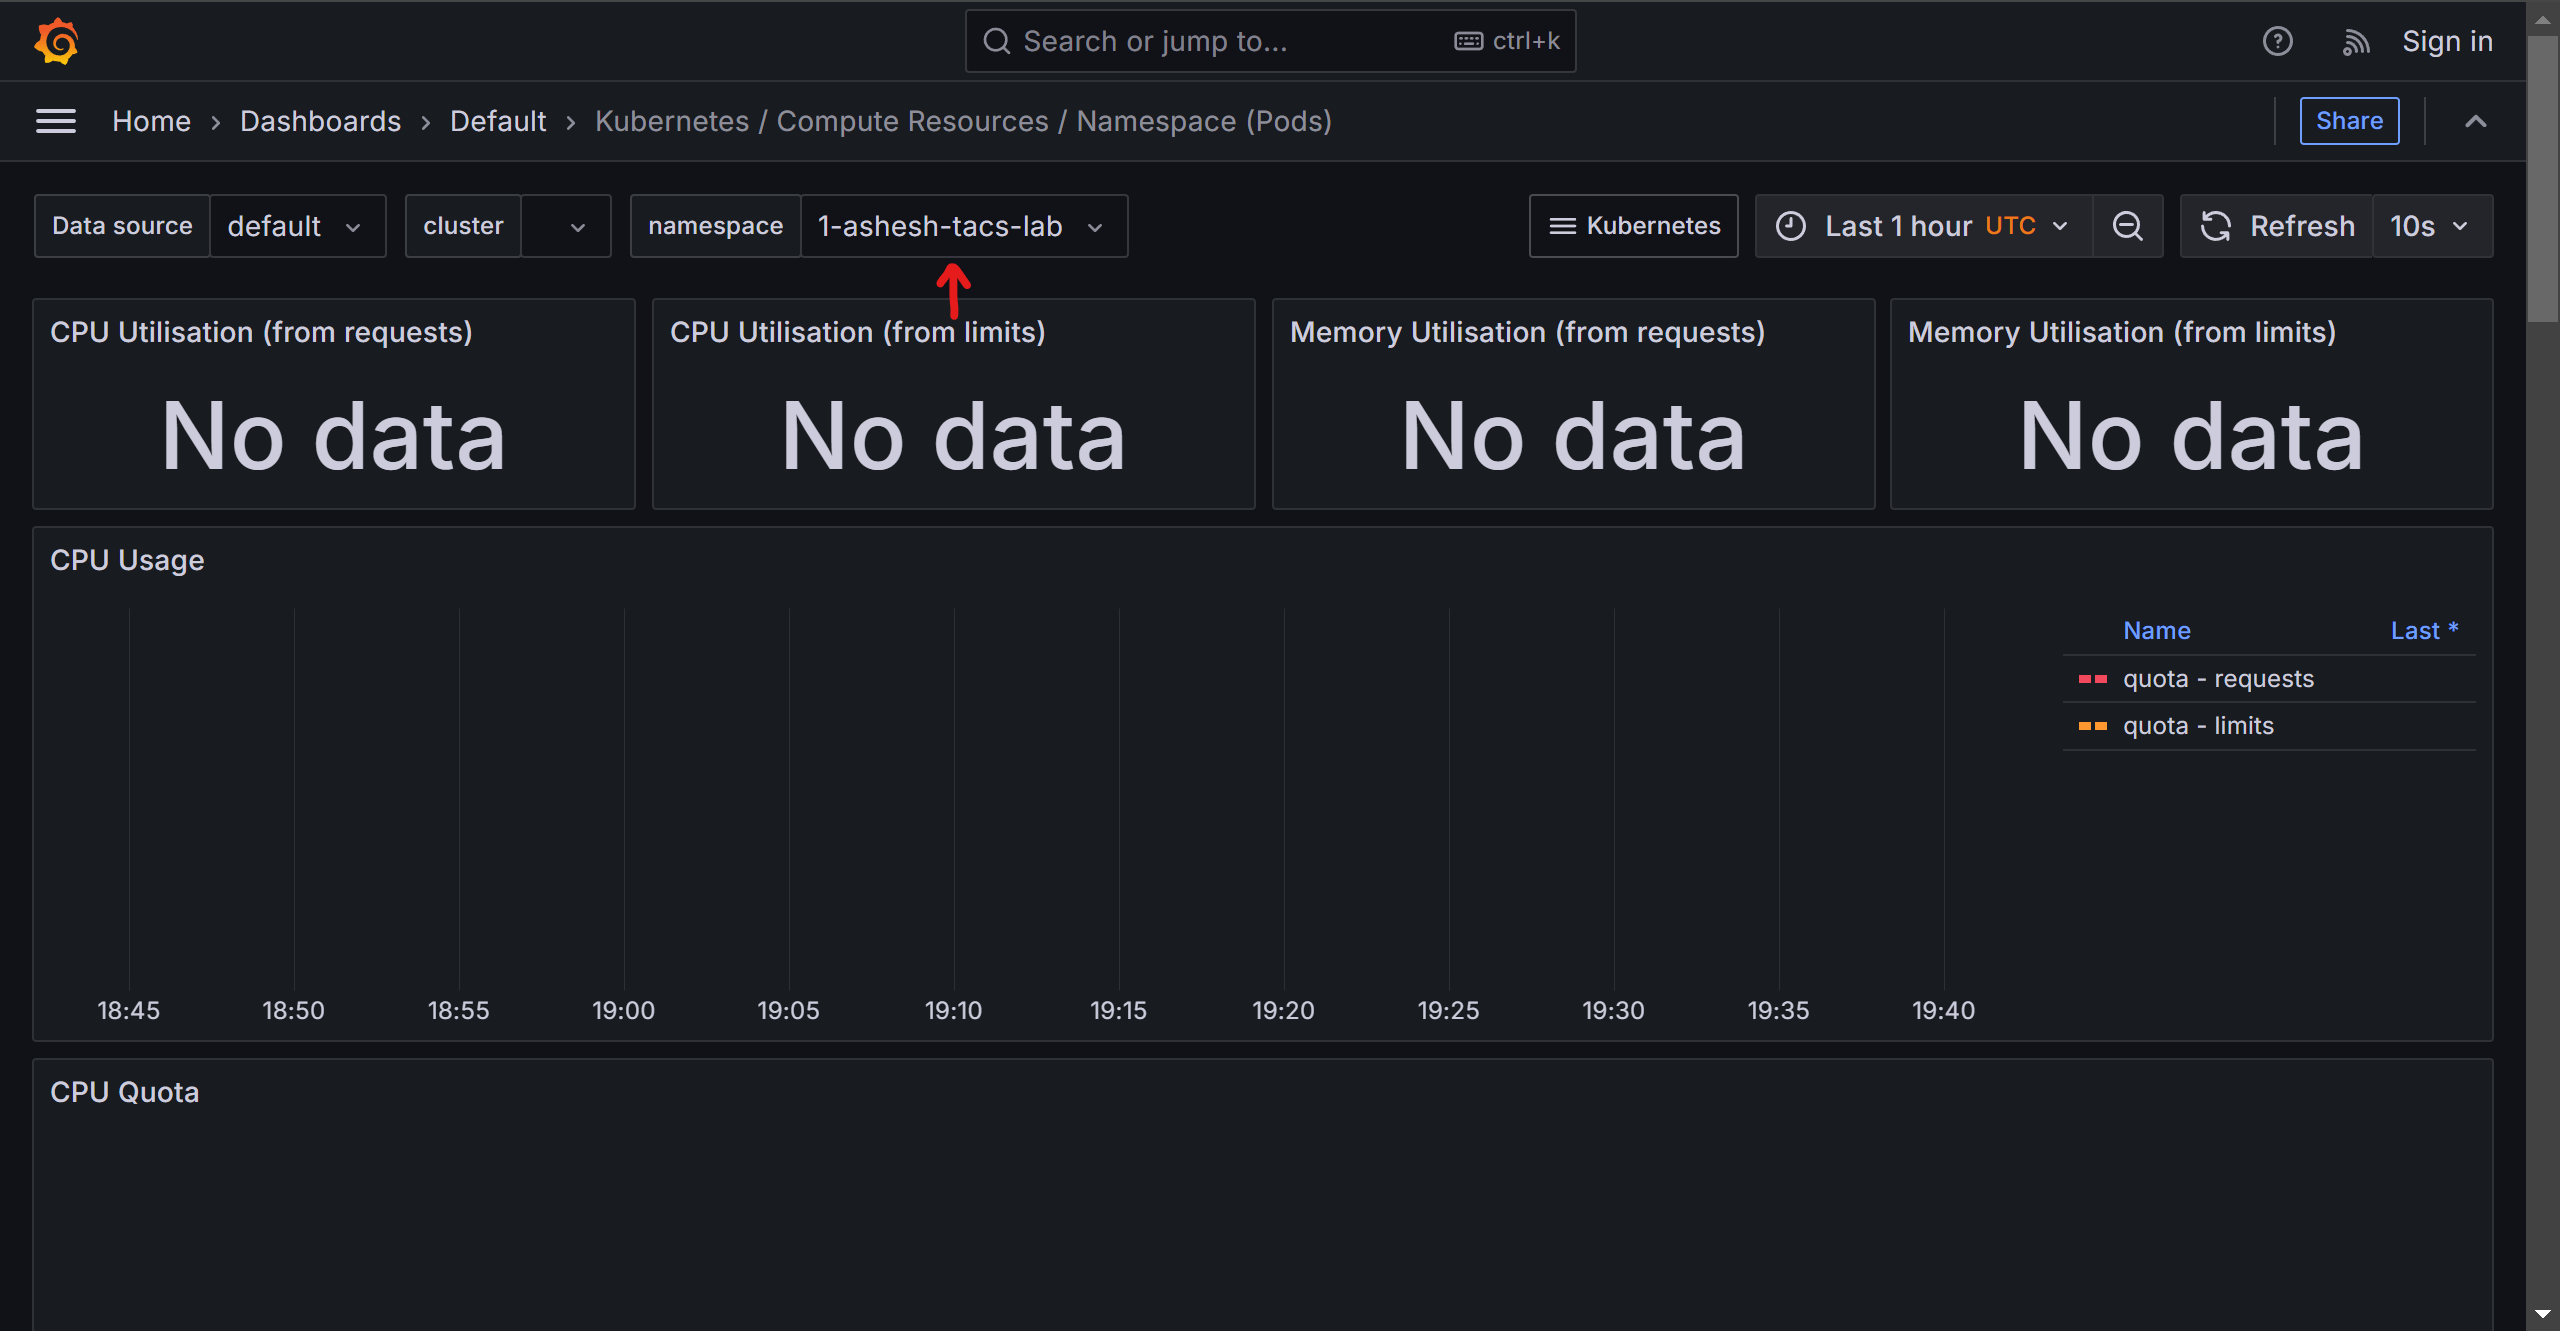 Search or jump to... ctrl+k Sign in
Home › Dashboards › Default › Kubernetes / Compute Resources / Namespace (Pods) Share
Data source default cluster namespace 1-ashesh-tacs-lab Kubernetes Last 1 hour UTC Refresh 10s
CPU Utilisation (from requests)
No data
CPU Utilisation (from limits)
No data
Memory Utilisation (from requests)
No data
Memory Utilisation (from limits)
No data
CPU Usage
Name Last *
quota - requests
quota - limits
18:45 18:50 18:55 19:00 19:05 19:10 19:15 19:20 19:25 19:30 19:35 19:40
CPU Quota